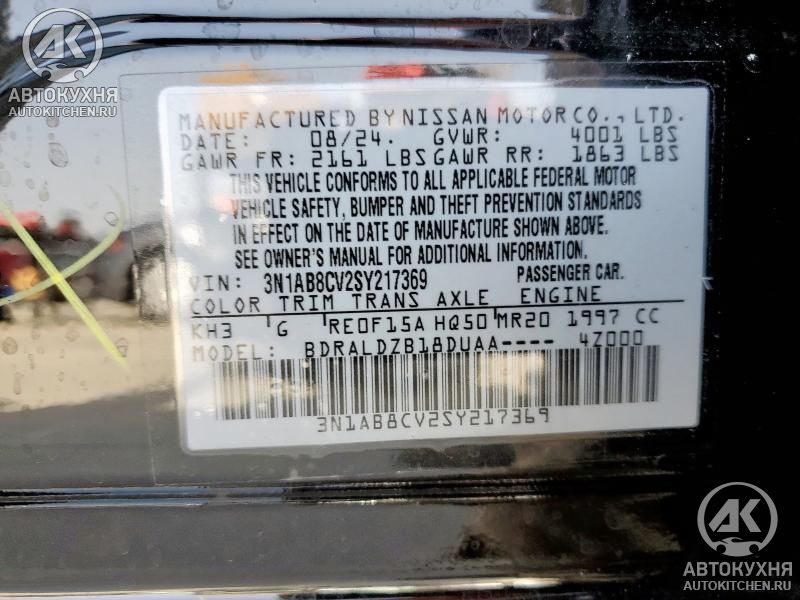 АК
АВТОКУХНЯ
AUTOKITCHEN.RU
MANUFACTURED BY NISSAN MOTOR CO., LTD.
DATE: 08/24. GVWR: 4001 LBS
GAWR FR: 2161 LBS GAWR RR: 1863 LBS
THIS VEHICLE CONFORMS TO ALL APPLICABLE FEDERAL MOTOR
VEHICLE SAFETY, BUMPER AND THEFT PREVENTION STANDARDS
IN EFFECT ON THE DATE OF MANUFACTURE SHOWN ABOVE.
SEE OWNER'S MANUAL FOR ADDITIONAL INFORMATION.
VIN: 3N1AB8CV2SY217369 PASSENGER CAR.
COLOR TRIM TRANS AXLE ENGINE
KH3 G RE0F15A HQ50 MR20 1997 CC
MODEL: BDRALDZB18DUAA---- 4Z000
3N1AB8CV2SY217369
АК
АВТОКУХНЯ
AUTOKITCHEN.RU